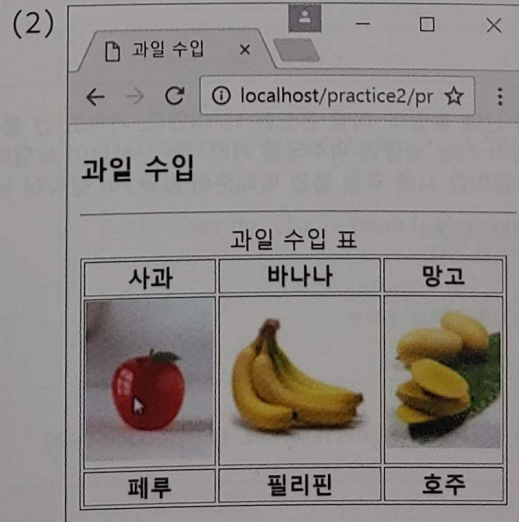 (2)
과일 수입 ×
localhost/practice2/pr
과일 수입
과일 수입 표
사과 바나나 망고
페루 필리핀 호주